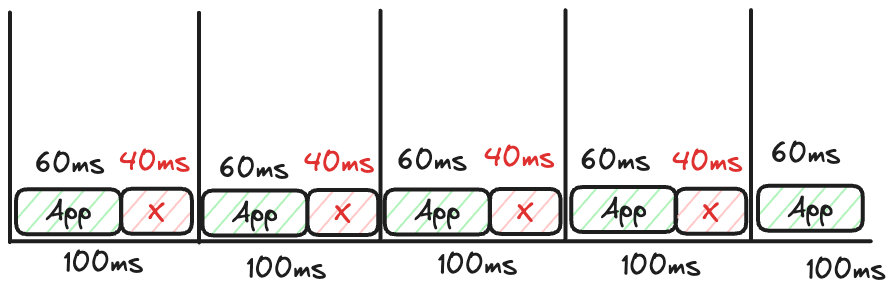 60ms 40ms 60ms 40ms 60ms 40ms 60ms 40ms 60ms
App X App X App X App X App
100ms 100ms 100ms 100ms 100ms